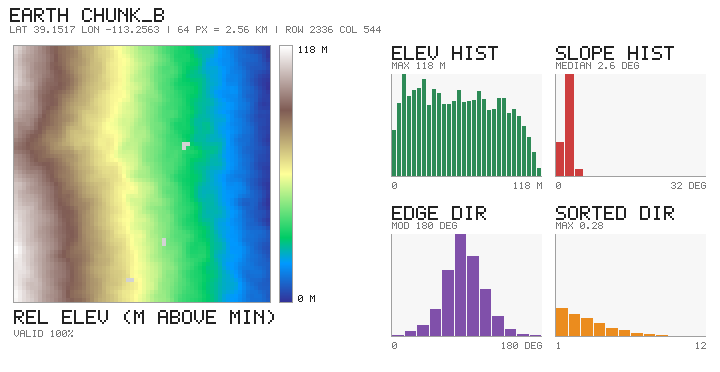 EARTH CHUNK_B
LAT 39.1517 LON -113.2563 | 64 PX = 2.56 KM | ROW 2336 COL 544
118 M
0 M
REL ELEV (M ABOVE MIN)
VALID 100%
ELEV HIST
MAX 118 M
0 118 M
SLOPE HIST
MEDIAN 2.6 DEG
0 32 DEG
EDGE DIR
MOD 180 DEG
0 180 DEG
SORTED DIR
MAX 0.28
1 12